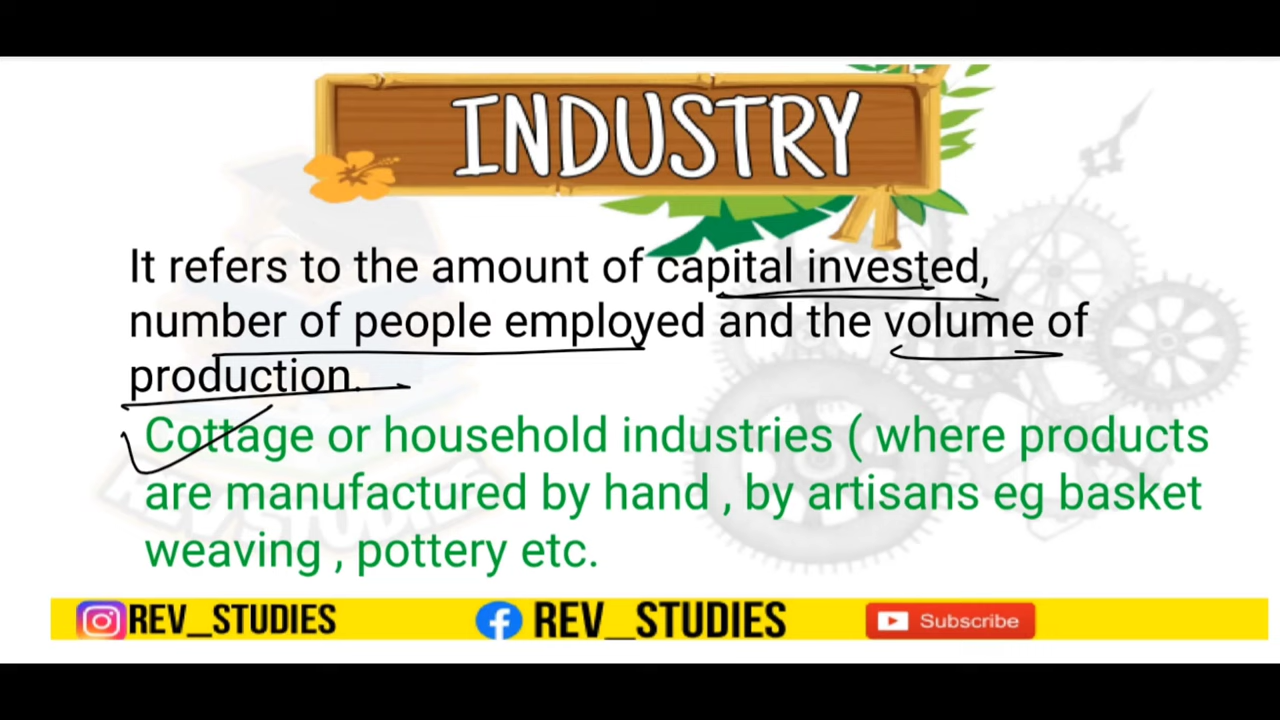 INDUSTRY
It refers to the amount of capital invested,
number of people employed and the volume of
production.
Cottage or household industries ( where products
are manufactured by hand , by artisans eg basket
weaving , pottery etc.
REV_STUDIES REV_STUDIES Subscribe